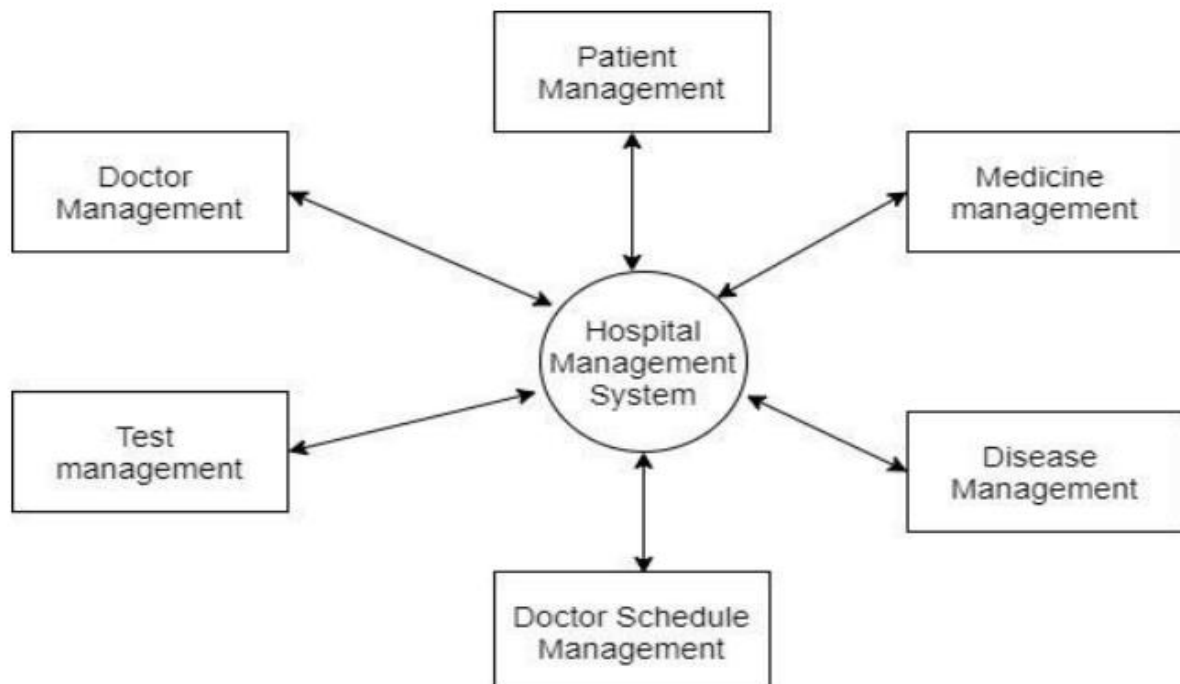 Patient
Management
Doctor
Management
Medicine
management
Hospital
Management
System
Test
management
Disease
Management
Doctor Schedule
Management